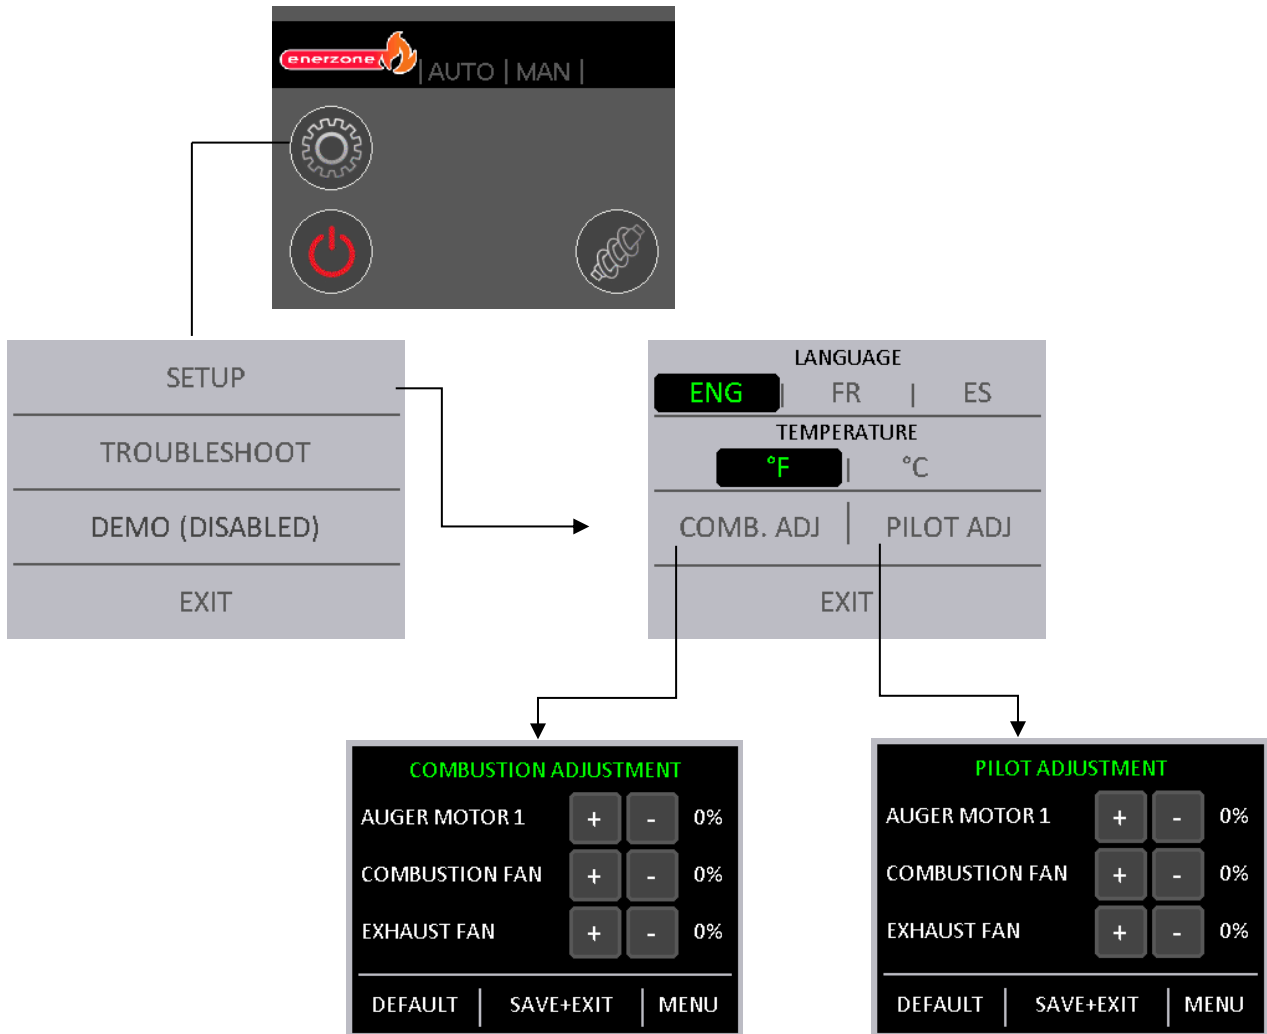 enerzone | AUTO | MAN |
SETUP
TROUBLESHOOT
DEMO (DISABLED)
EXIT
LANGUAGE
ENG | FR | ES
TEMPERATURE
°F | °C
COMB. ADJ | PILOT ADJ
EXIT
COMBUSTION ADJUSTMENT
AUGER MOTOR 1 + - 0%
COMBUSTION FAN + - 0%
EXHAUST FAN + - 0%
DEFAULT | SAVE+EXIT | MENU
PILOT ADJUSTMENT
AUGER MOTOR 1 + - 0%
COMBUSTION FAN + - 0%
EXHAUST FAN + - 0%
DEFAULT | SAVE+EXIT | MENU